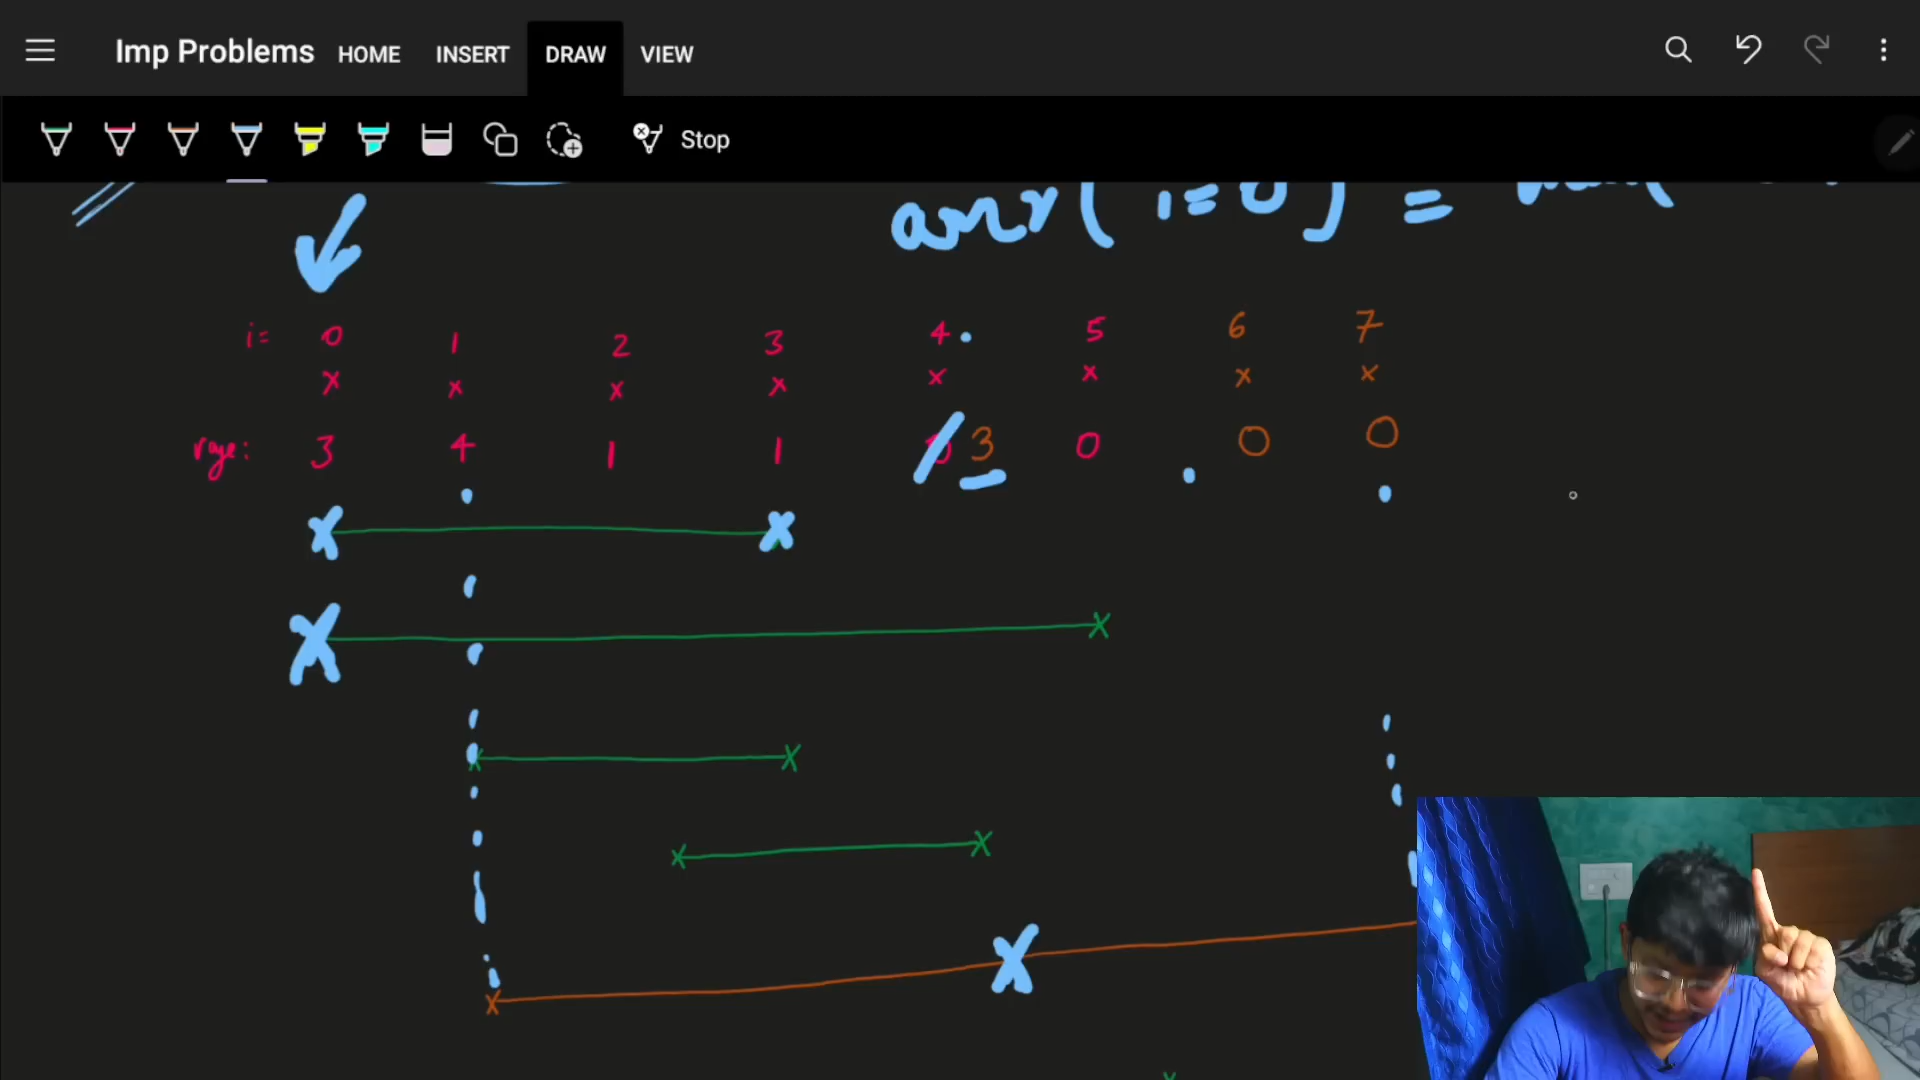 Imp Problems HOME INSERT DRAW VIEW
Stop
arr( i=0 ) =
i= 0 1 2 3 4 5 6 7
x x x x x x x x
rage: 3 4 1 1 3 0 0 0